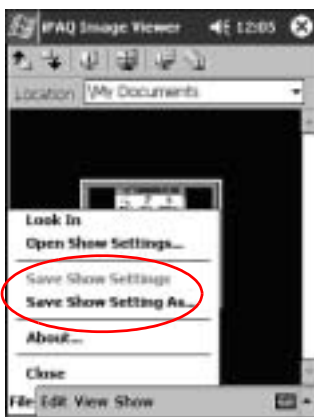 iPAQ Image Viewer 12:05
Location \My Documents
Look In
Open Show Settings...
Save Show Settings
Save Show Setting As...
About...
Close
File Edit View Show